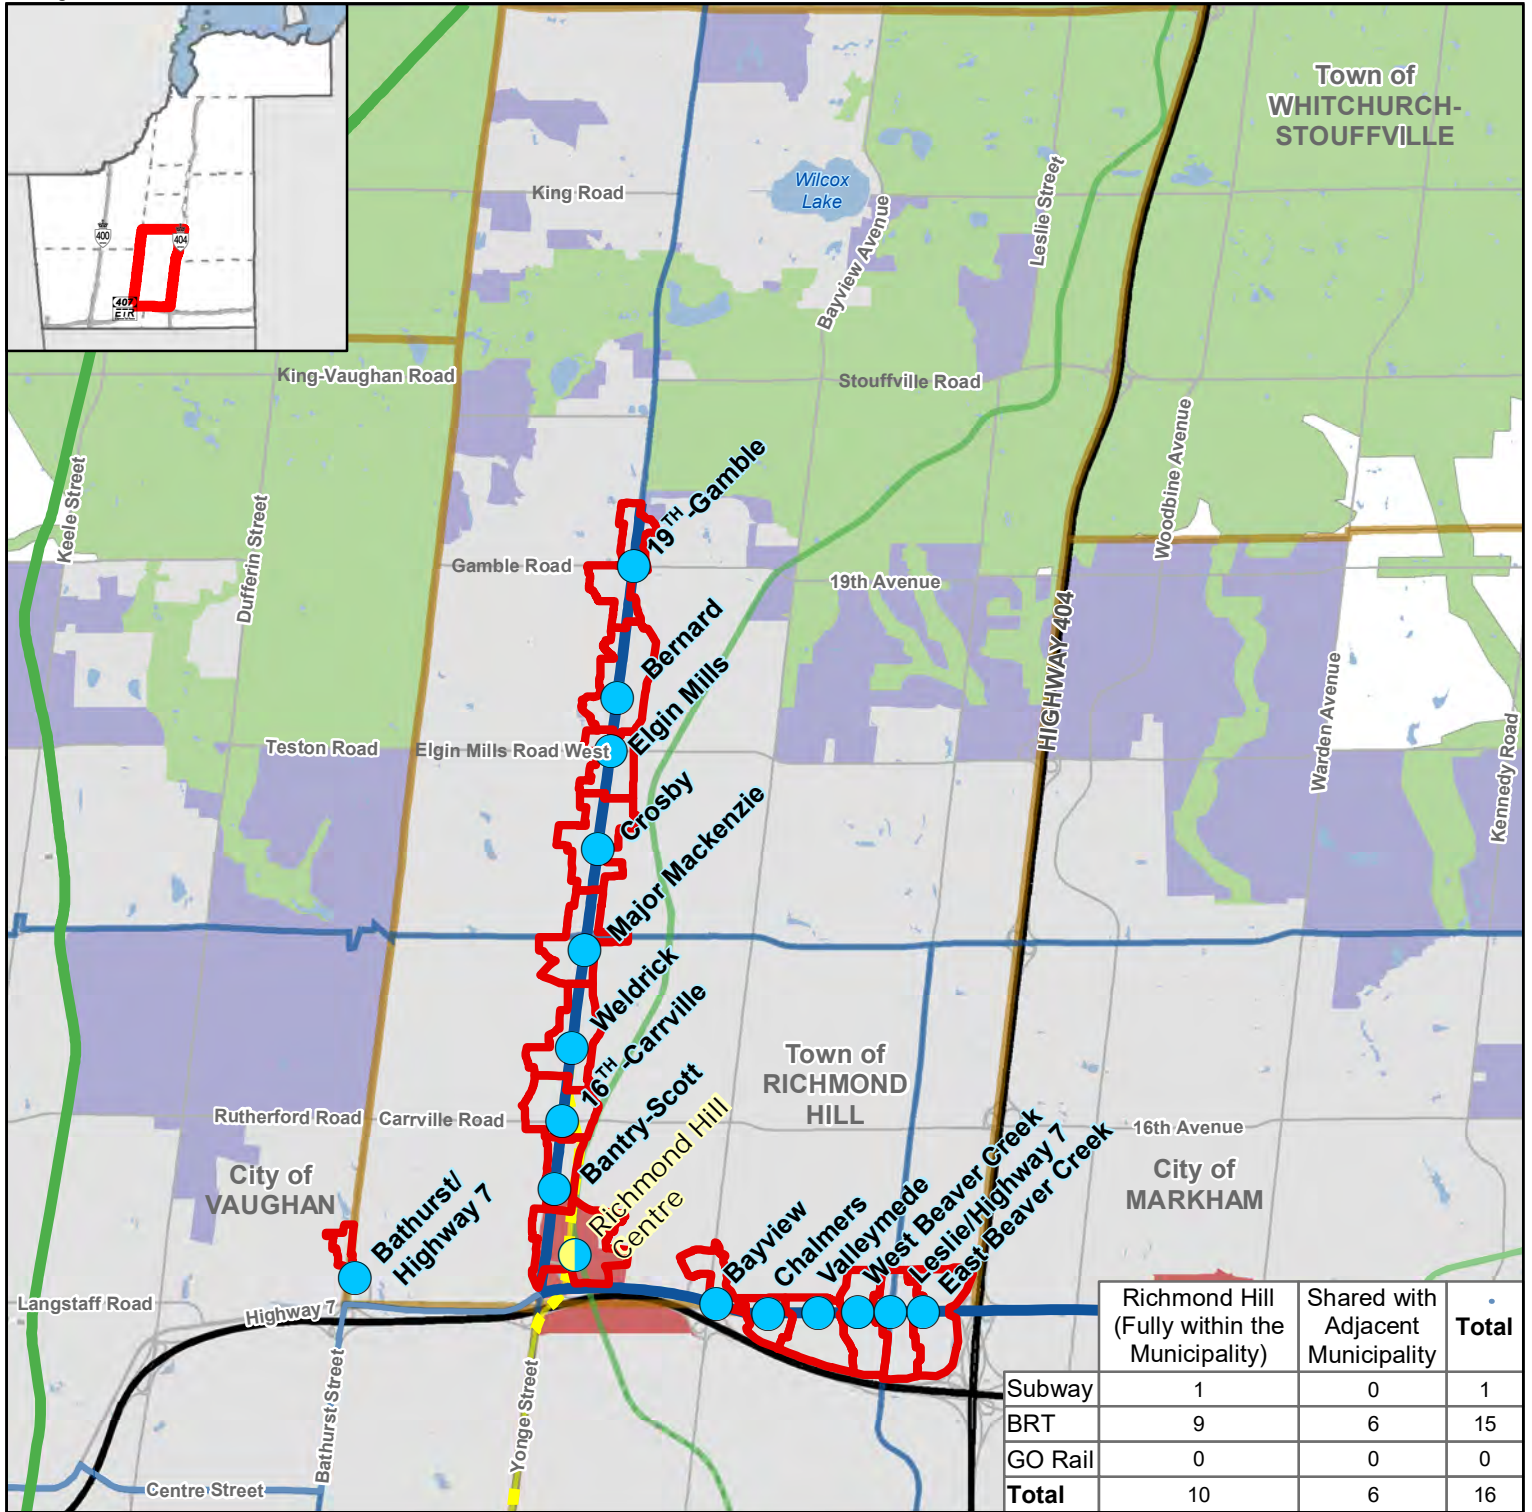 Town of
WHITCHURCH-
STOUFFVILLE
400
404
407
ETR
King Road
Wilcox
Lake
Bayview Avenue
Leslie Street
King-Vaughan Road
Stouffville Road
Keele Street
Dufferin Street
Woodbine Avenue
19TH-Gamble
Gamble Road
19th Avenue
HIGHWAY 404
Bernard
Elgin Mills
Teston Road
Elgin Mills Road West
Warden Avenue
Kennedy Road
Crosby
Major Mackenzie
Weldrick
16TH-Carrville
Town of
RICHMOND
HILL
Rutherford Road
Carrville Road
16th Avenue
Bantry-Scott
Richmond Hill
Centre
City of
VAUGHAN
City of
MARKHAM
Bathurst/
Highway 7
Bayview
Chalmers
Valleymede
West Beaver Creek
Leslie/Highway 7
East Beaver Creek
Langstaff Road
Highway 7
Bathurst Street
Yonge Street
Centre Street
Richmond Hill (Fully within the Municipality) Shared with Adjacent Municipality Total
Subway 1 0 1
BRT 9 6 15
GO Rail 0 0 0
Total 10 6 16